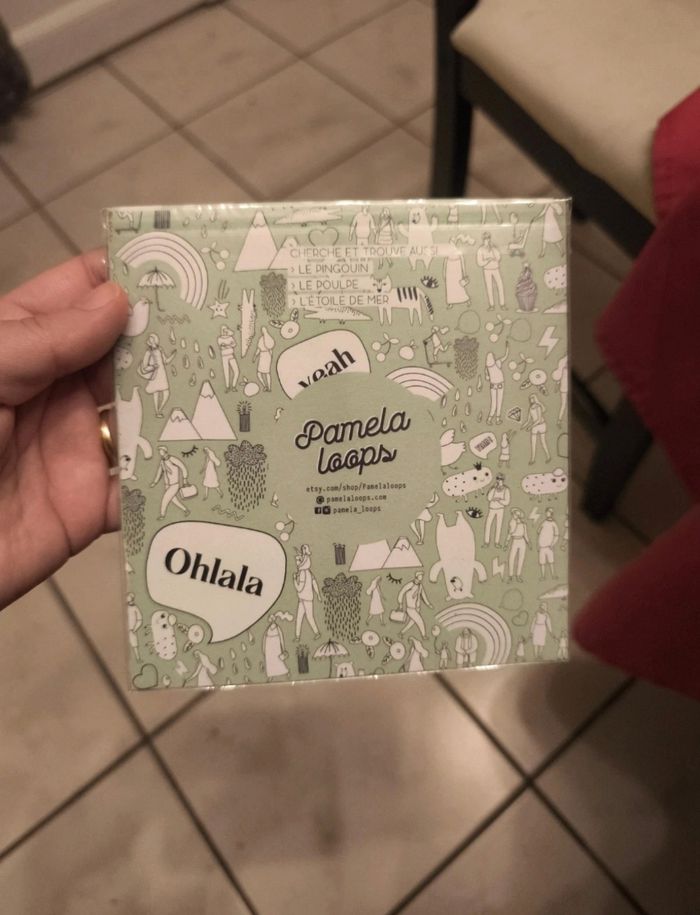 CHERCHE ET TROUVE AUSSI
> LE PINGOUIN
> LE POULPE
> L'ÉTOILE DE MER
yeah
Pamela
loops
etsy.com/shop/Pamelaloops
pamelaloops.com
pamela_loops
YEAH!
Ohlala